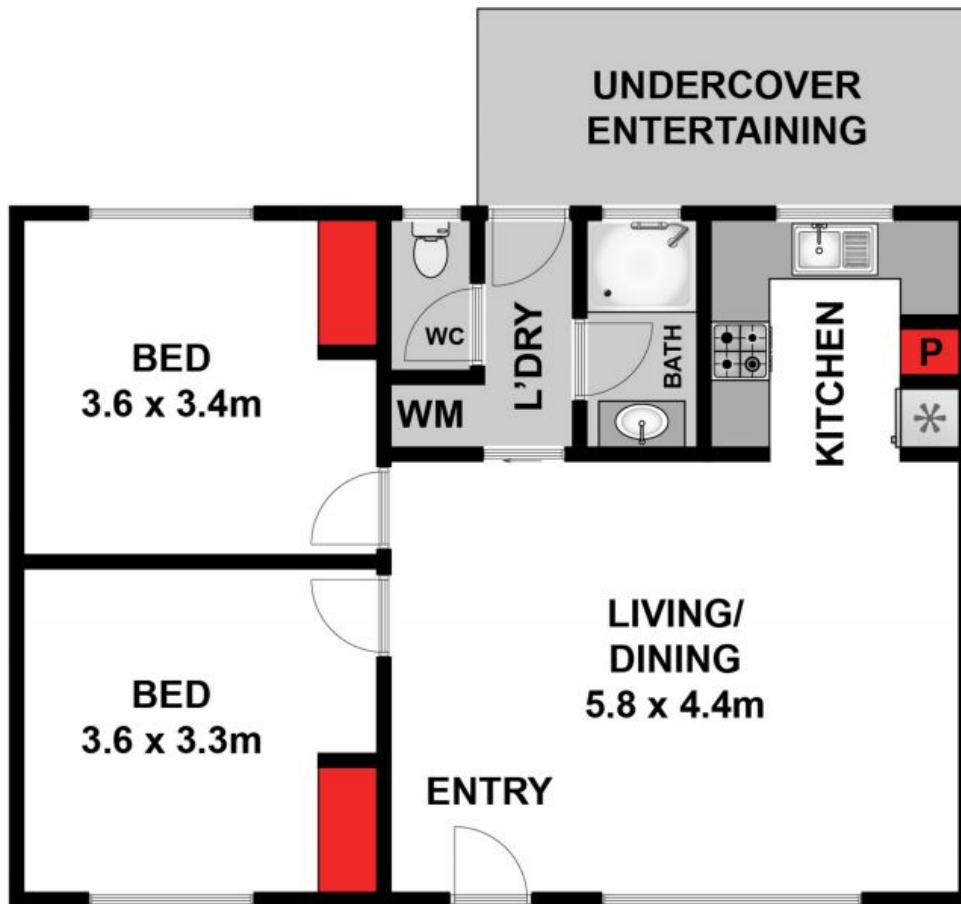 UNDERCOVER
ENTERTAINING
BED
3.6 x 3.4m
WC
WM
L'DRY
BATH
KITCHEN
P
BED
3.6 x 3.3m
LIVING/
DINING
5.8 x 4.4m
ENTRY